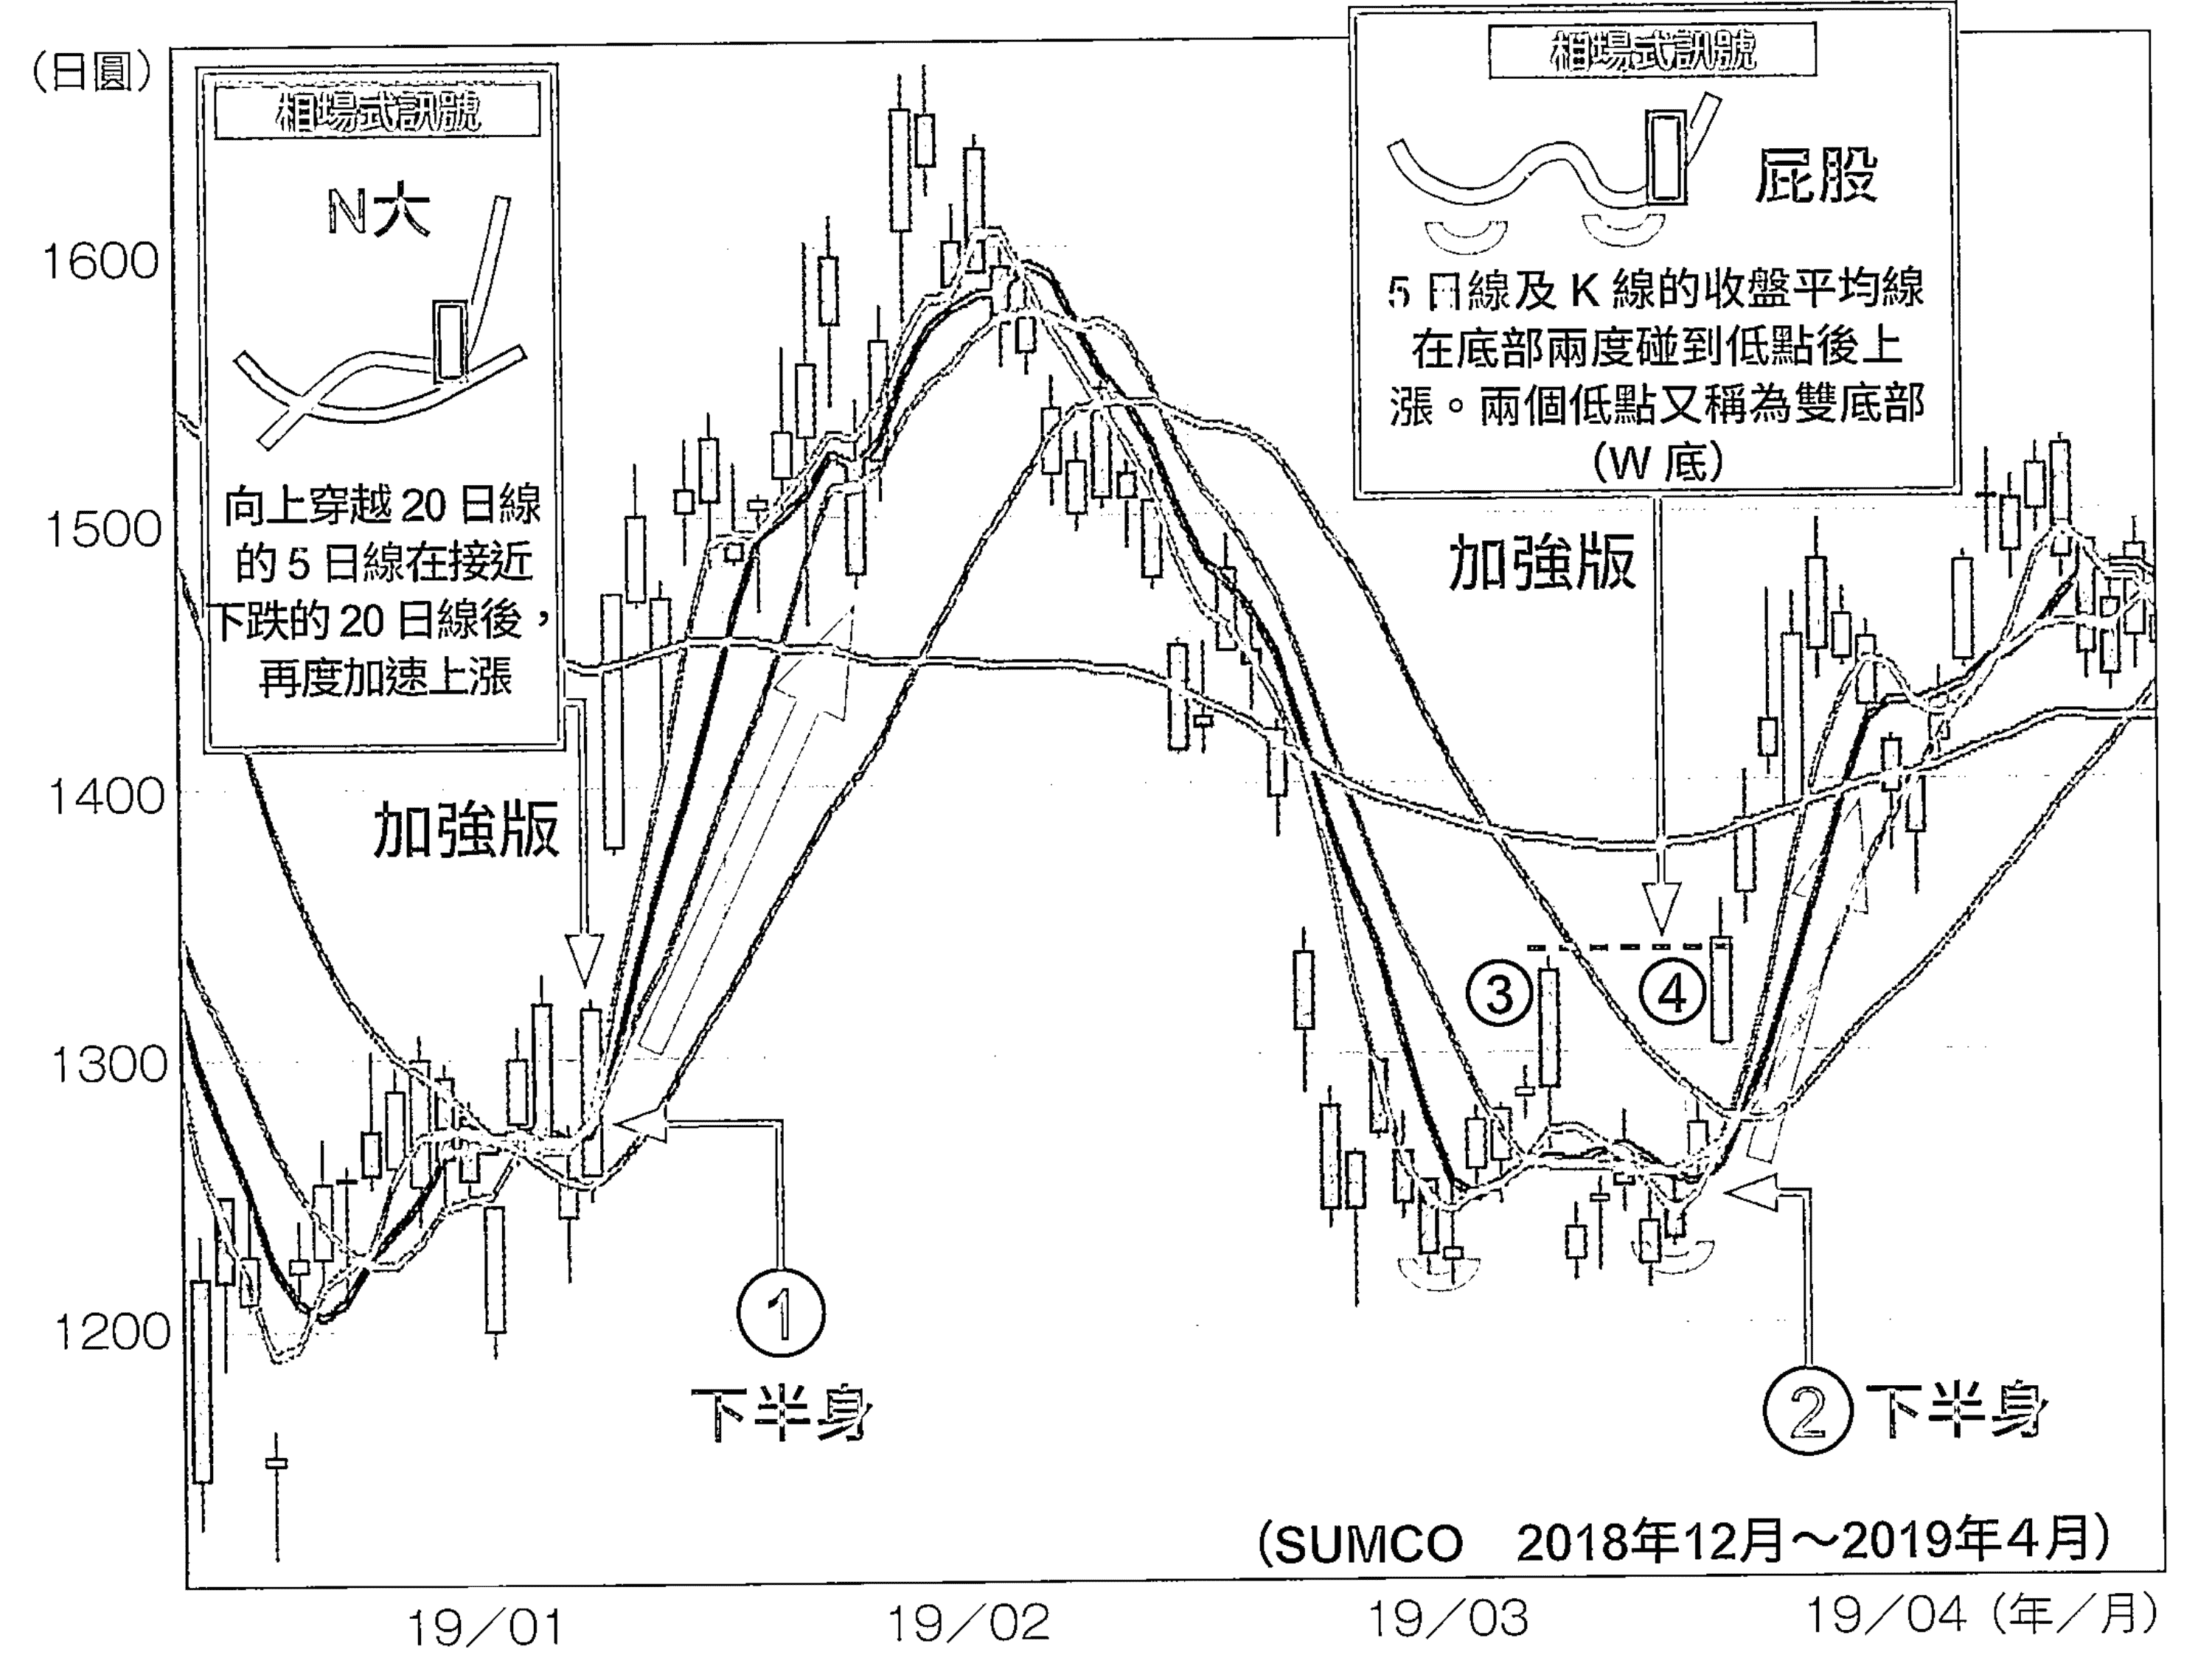 (日圓)
相場式訊號
N大
向上穿越 20 日線
的 5 日線在接近
下跌的 20 日線後，
再度加速上漲
加強版
相場式訊號
屁股
5 日線及 K 線的收盤平均線
在底部兩度碰到低點後上
漲。兩個低點又稱為雙底部
(W 底)
加強版
1600
1500
1400
1300
1200
③
④
①
下半身
② 下半身
(SUMCO 2018年12月～2019年4月)
19／01
19／02
19／03
19／04 (年／月)